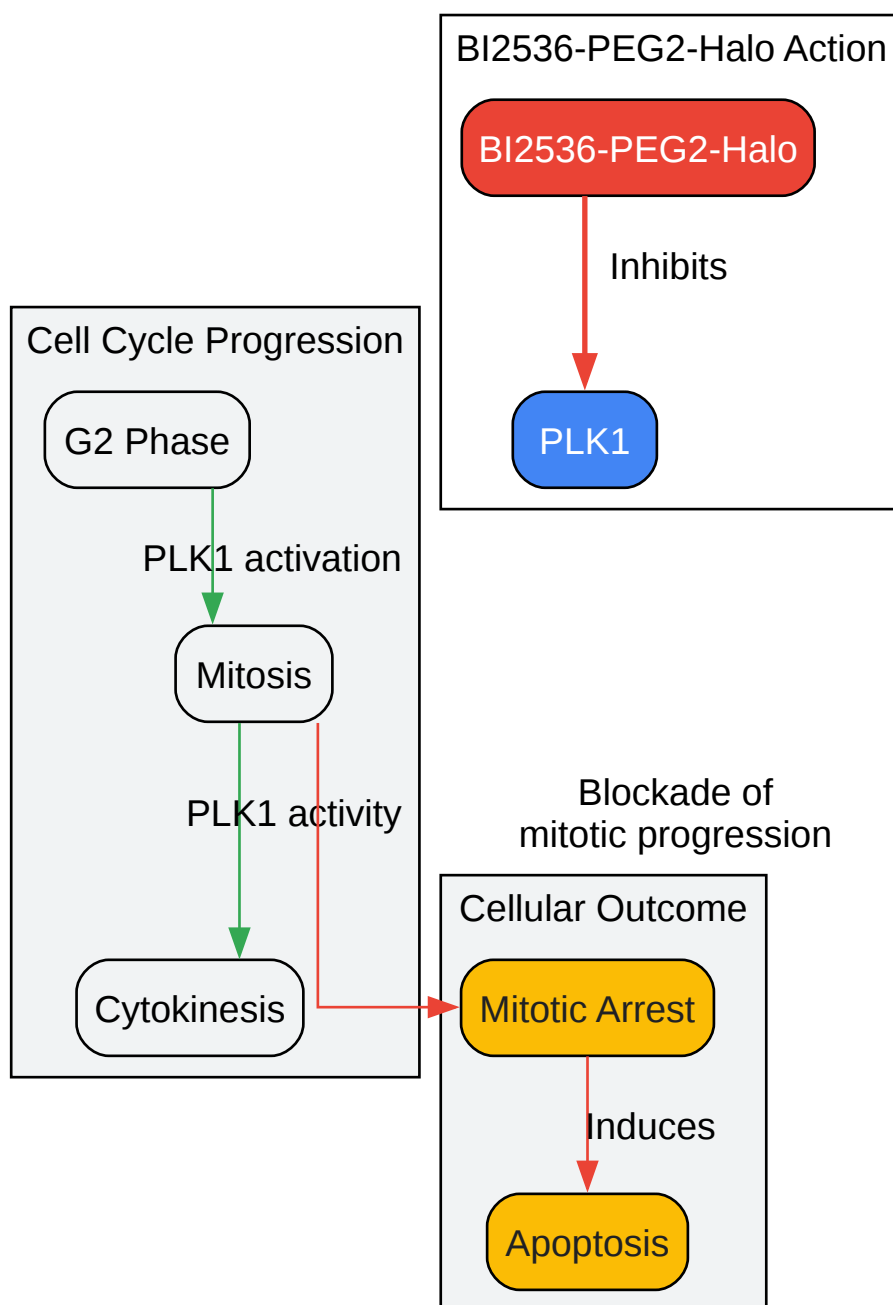 BI2536-PEG2-Halo Action
BI2536-PEG2-Halo
Inhibits
PLK1
Cell Cycle Progression
G2 Phase
PLK1 activation
Mitosis
PLK1 activity
Cytokinesis
Blockade of
mitotic progression
Cellular Outcome
Mitotic Arrest
Induces
Apoptosis